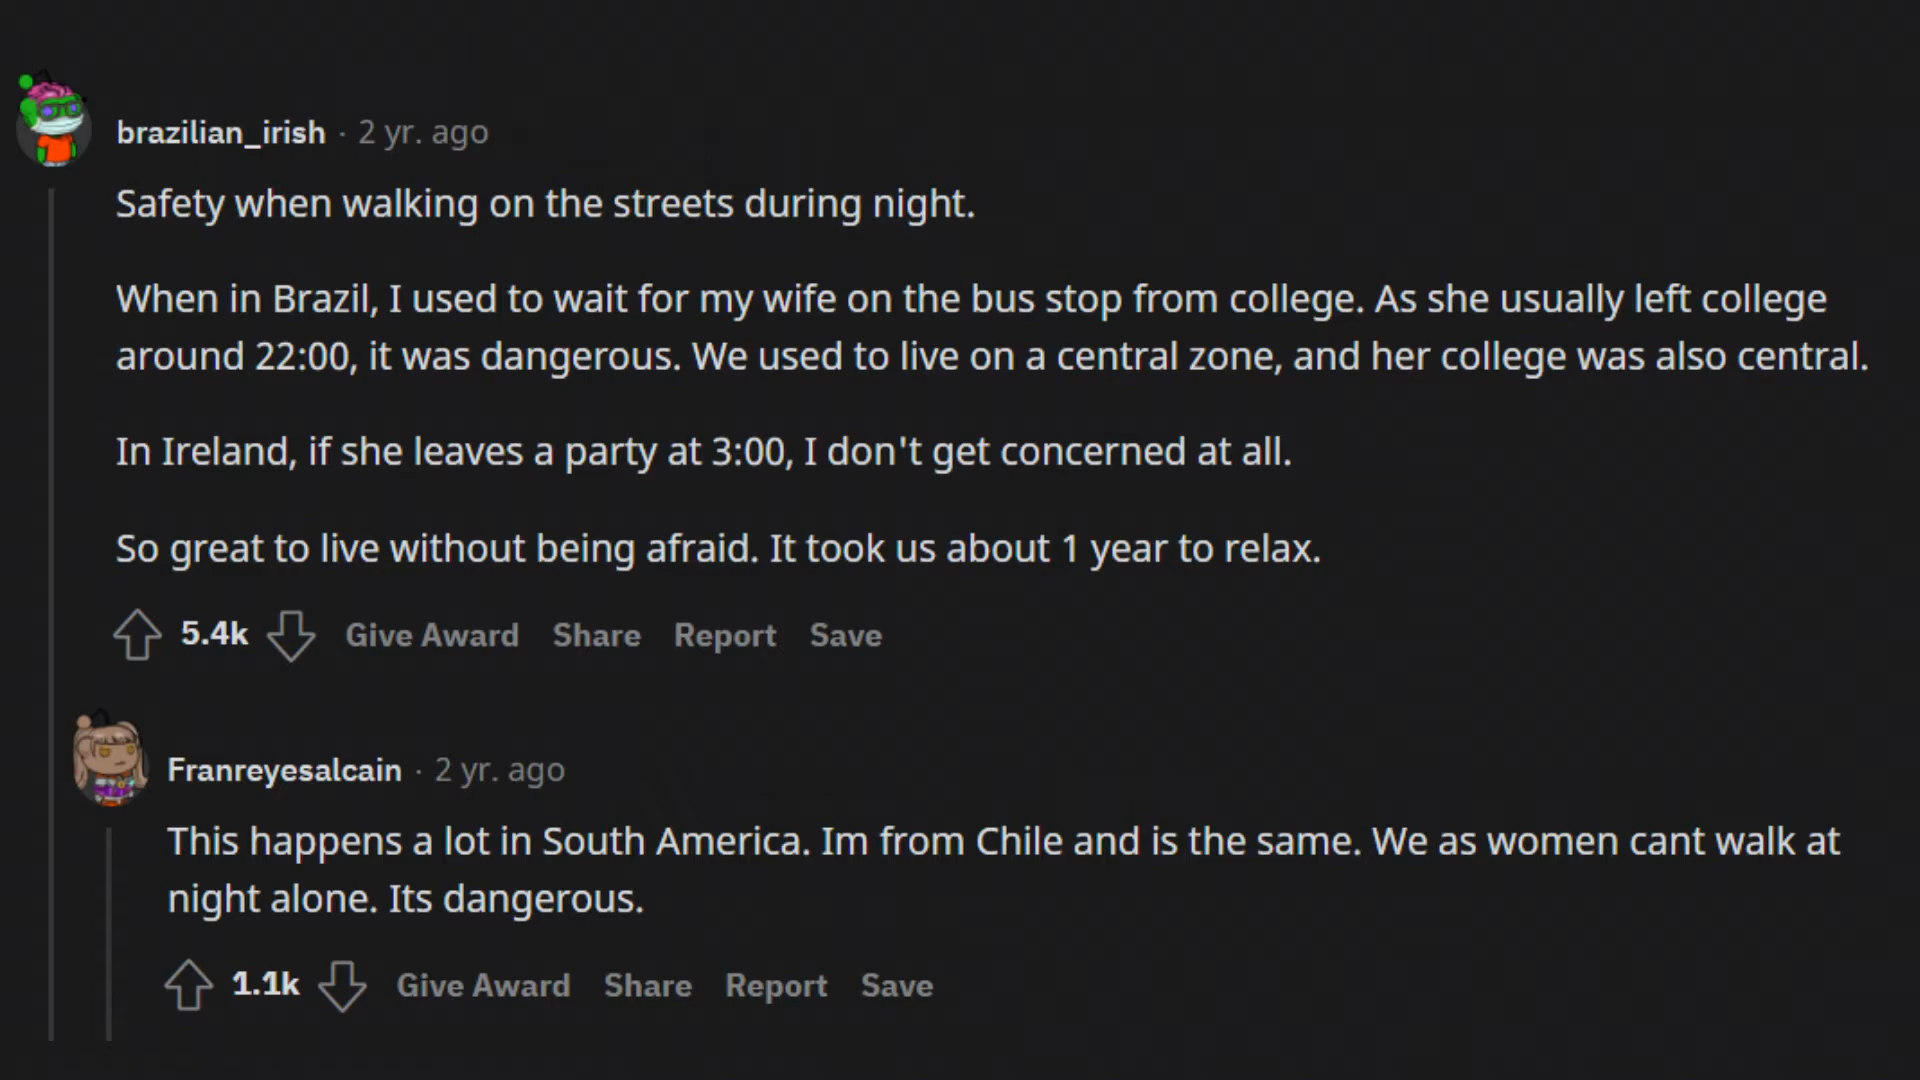 brazilian_irish · 2 yr. ago
Safety when walking on the streets during night.
When in Brazil, I used to wait for my wife on the bus stop from college. As she usually left college
around 22:00, it was dangerous. We used to live on a central zone, and her college was also central.
In Ireland, if she leaves a party at 3:00, I don't get concerned at all.
So great to live without being afraid. It took us about 1 year to relax.
5.4k Give Award Share Report Save
Franreyesalcain · 2 yr. ago
This happens a lot in South America. Im from Chile and is the same. We as women cant walk at
night alone. Its dangerous.
1.1k Give Award Share Report Save